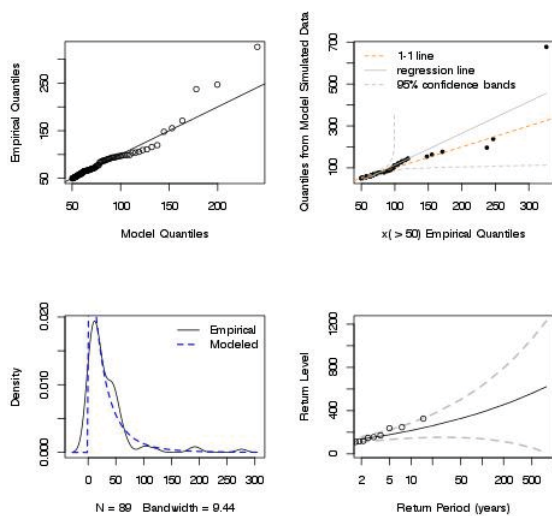 Empirical Quantiles
250
150
50
50 100 150 200
Model Quantiles
Quantiles from Model Simulated Data
700
500
300
100
1-1 line
regression line
95% confidence bands
50 100 150 200 250 300
x( > 50) Empirical Quantiles
Density
0.020
0.010
0.000
Empirical
Modeled
0 50 100 150 200 250 300
N = 89 Bandwidth = 9.44
Return Level
1200
800
400
0
2 5 10 50 100 500
Return Period (years)